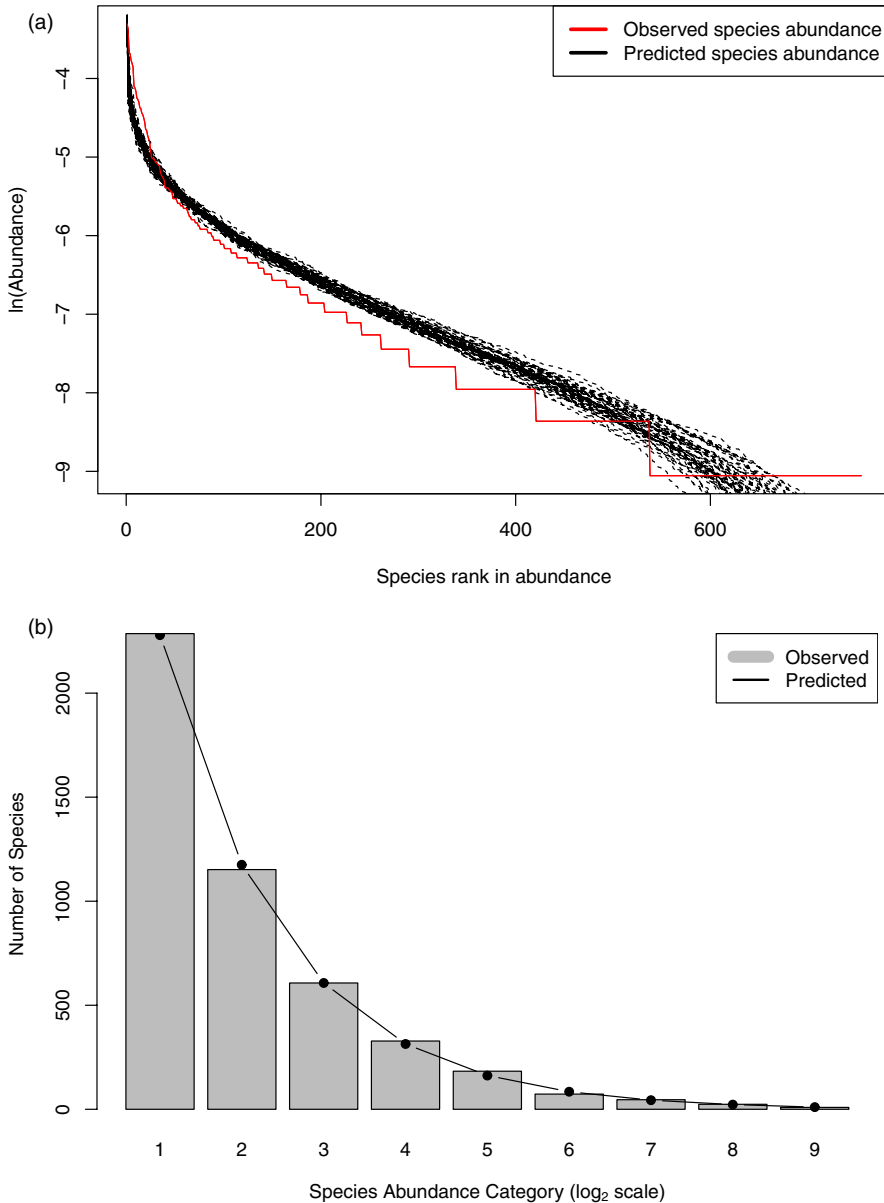 (a)
Observed species abundance
Predicted species abundance
ln(Abundance)
−4
−5
−6
−7
−8
−9
0 200 400 600
Species rank in abundance
(b)
Observed
Predicted
Number of Species
2000
1500
1000
500
0
1 2 3 4 5 6 7 8 9
Species Abundance Category (log₂ scale)